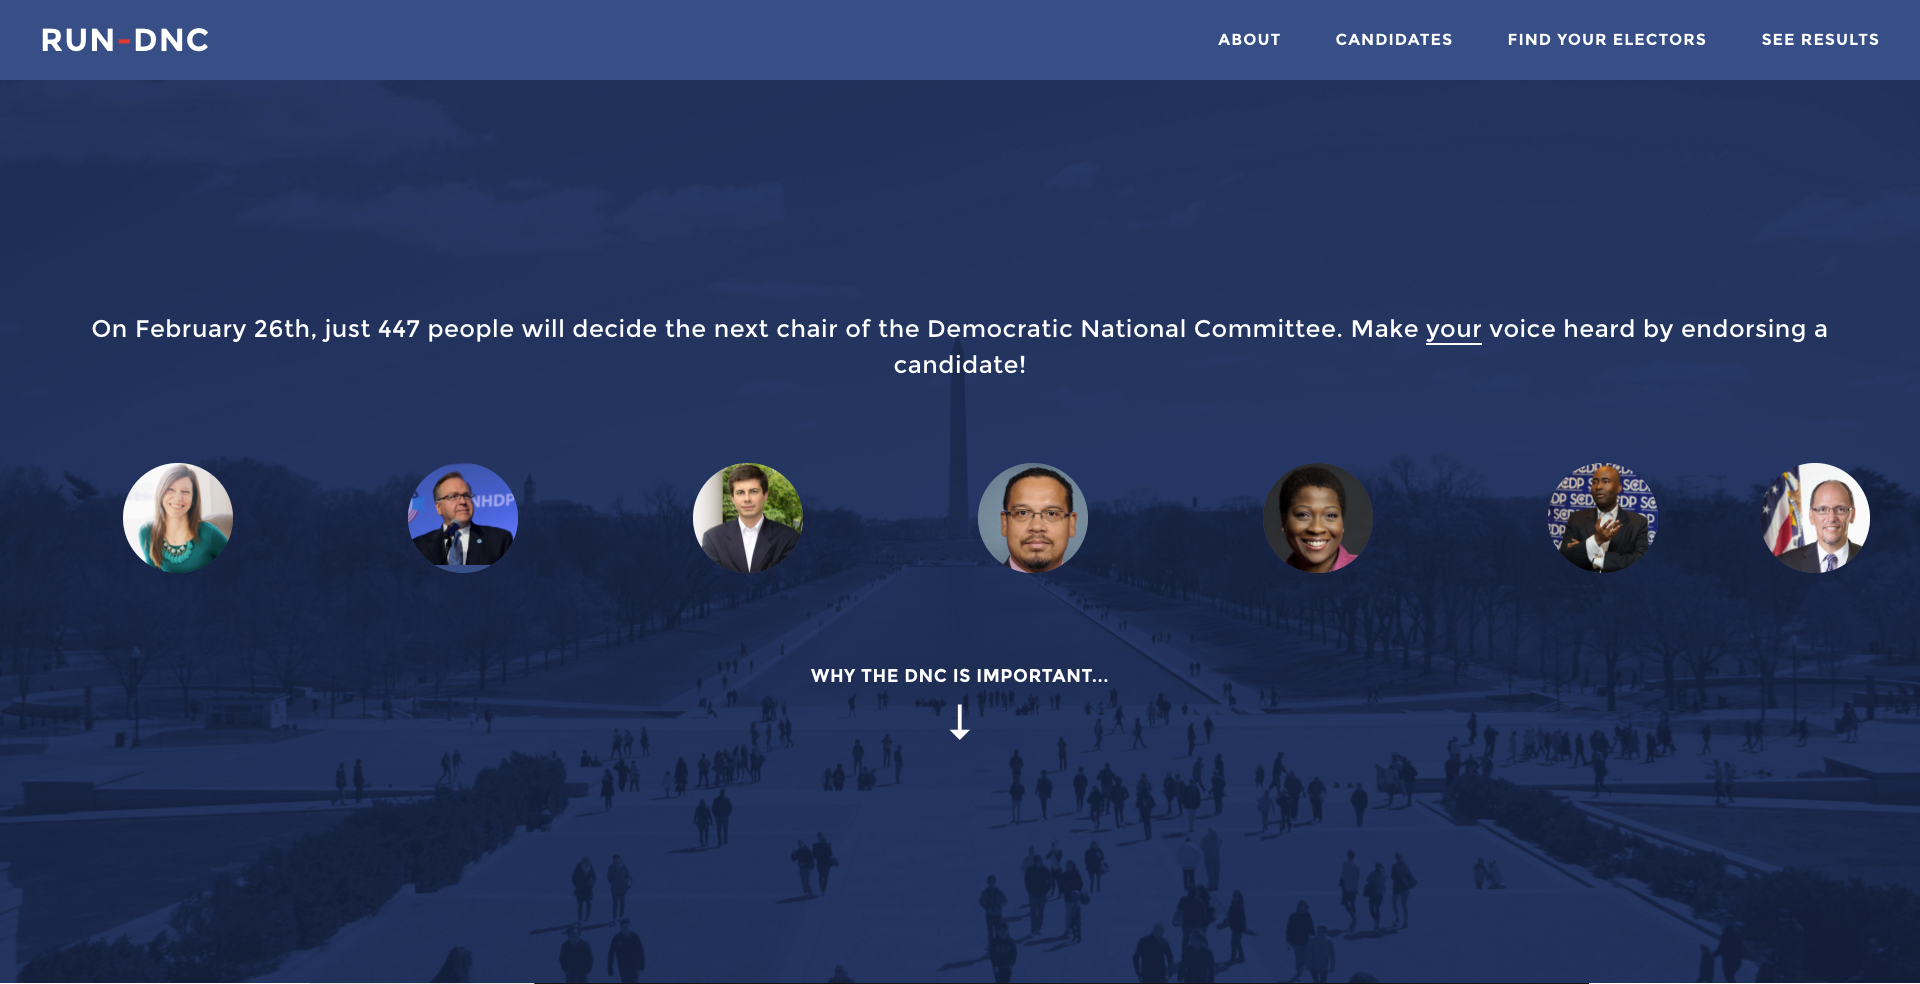 RUN-DNC
ABOUT CANDIDATES FIND YOUR ELECTORS SEE RESULTS
On February 26th, just 447 people will decide the next chair of the Democratic National Committee. Make your voice heard by endorsing a
candidate!
NHDP
SCDP
WHY THE DNC IS IMPORTANT...